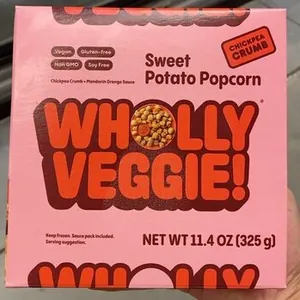 Vegan Gluten-free
Non GMO Soy Free
Chickpea Crumb + Mandarin Orange Sauce
Sweet
Potato Popcorn
CHICKPEA
CRUMB
WHOLLY
VEGGIE!
Keep frozen. Sauce pack included.
Serving suggestion.
NET WT 11.4 OZ (325 g)
WHOLLY